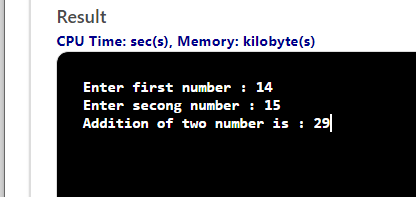 Result
CPU Time: sec(s), Memory: kilobyte(s)
Enter first number : 14
Enter secong number : 15
Addition of two number is : 29